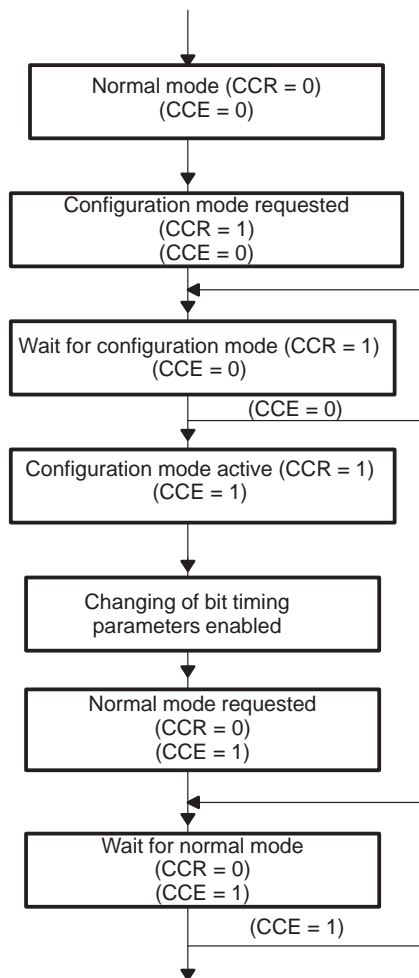 Normal mode (CCR = 0)
(CCE = 0)
Configuration mode requested
(CCR = 1)
(CCE = 0)
Wait for configuration mode (CCR = 1)
(CCE = 0)
(CCE = 0)
Configuration mode active (CCR = 1)
(CCE = 1)
Changing of bit timing
parameters enabled
Normal mode requested
(CCR = 0)
(CCE = 1)
Wait for normal mode
(CCR = 0)
(CCE = 1)
(CCE = 1)